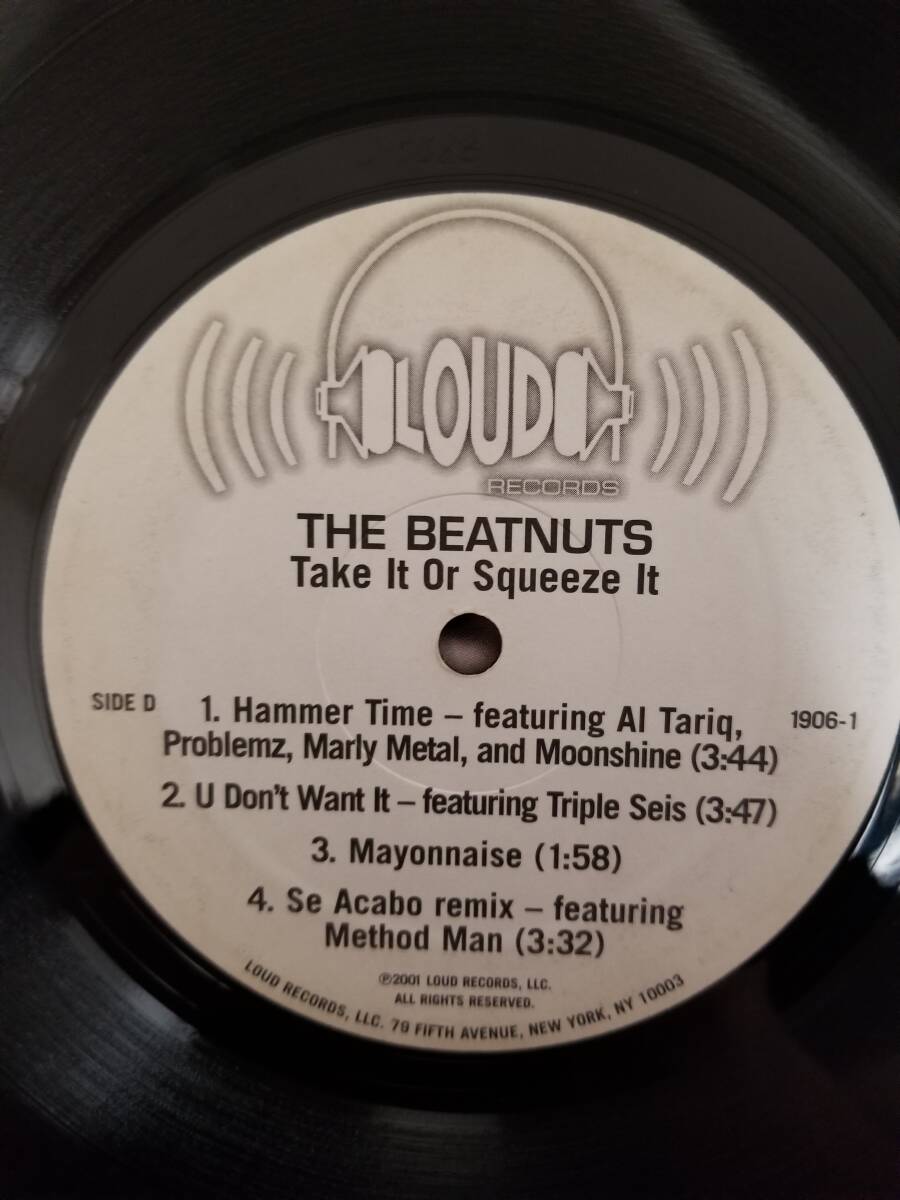 LOUD
RECORDS
THE BEATNUTS
Take It Or Squeeze It
SIDE D
1906-1
1. Hammer Time – featuring Al Tariq,
Problemz, Marly Metal, and Moonshine (3:44)
2. U Don't Want It – featuring Triple Seis (3:47)
3. Mayonnaise (1:58)
4. Se Acabo remix – featuring
Method Man (3:32)
℗2001 LOUD RECORDS, LLC.
ALL RIGHTS RESERVED.
LOUD RECORDS, LLC. 79 FIFTH AVENUE, NEW YORK, NY 10003